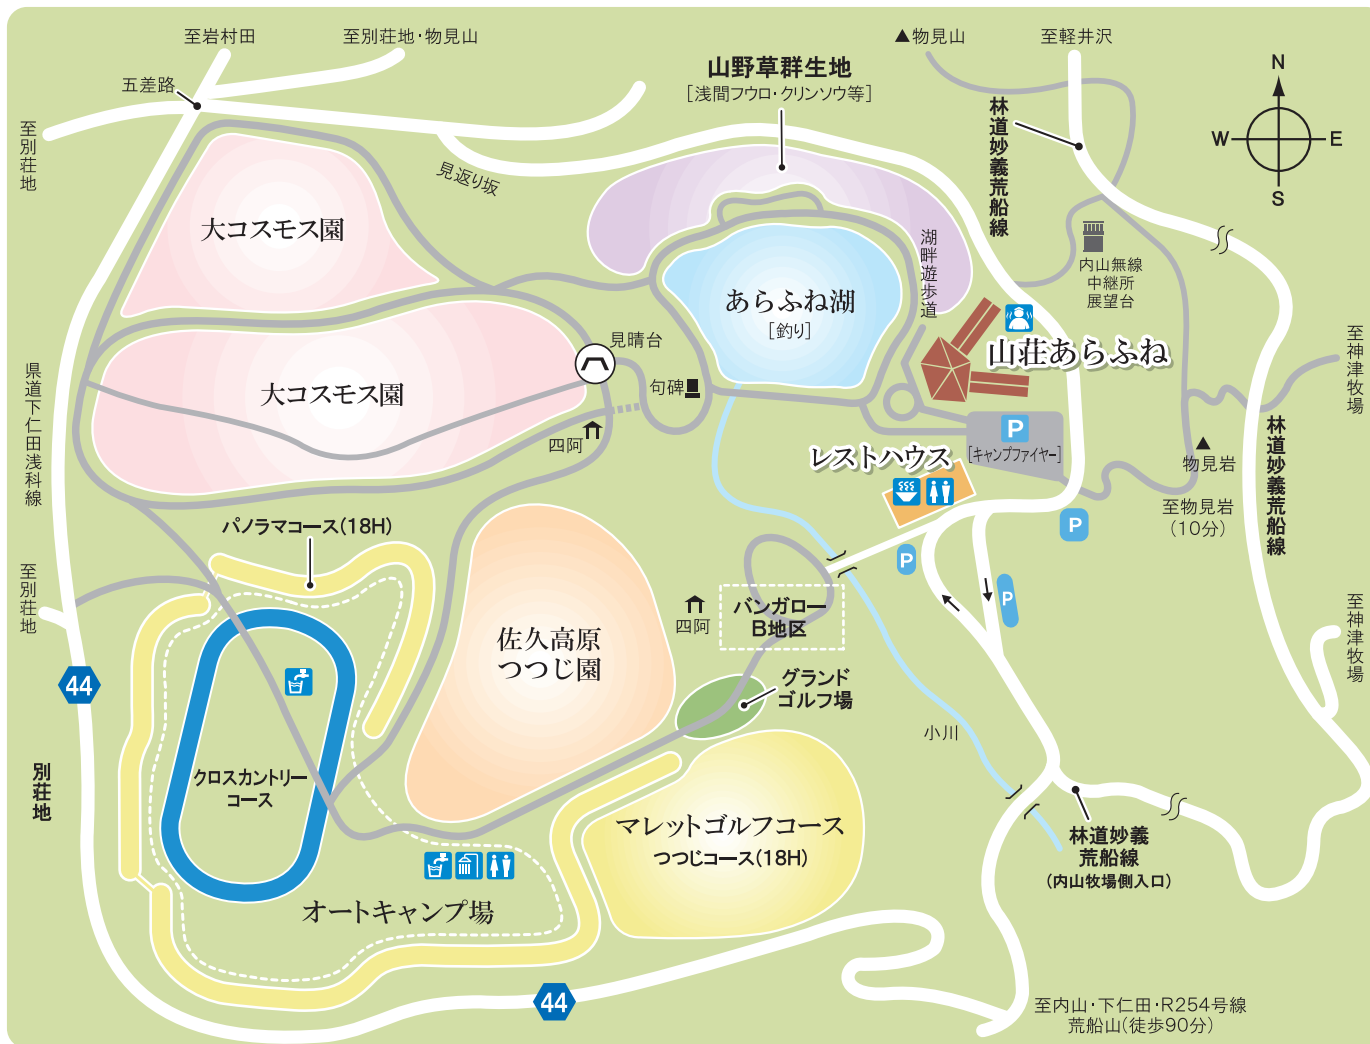 至岩村田
至別荘地・物見山
▲物見山
至軽井沢
五差路
山野草群生地
[浅間フウロ・クリンソウ等]
林道妙義荒船線
N
W
E
S
至別荘地
見返り坂
大コスモス園
湖畔遊歩道
内山無線
中継所
展望台
あらふね湖
[釣り]
見晴台
山荘あらふね
至神津牧場
県道下仁田浅科線
大コスモス園
句碑
四阿
P
[キャンプファイヤー]
レストハウス
▲
物見岩
林道妙義荒船線
至物見岩
(10分)
P
パノラマコース(18H)
P
P
至別荘地
四阿
バンガロー
B地区
佐久高原
つつじ園
至神津牧場
44
グランド
ゴルフ場
小川
別荘地
クロスカントリー
コース
マレットゴルフコース
つつじコース(18H)
林道妙義
荒船線
(内山牧場側入口)
オートキャンプ場
44
至内山・下仁田・R254号線
荒船山(徒歩90分)